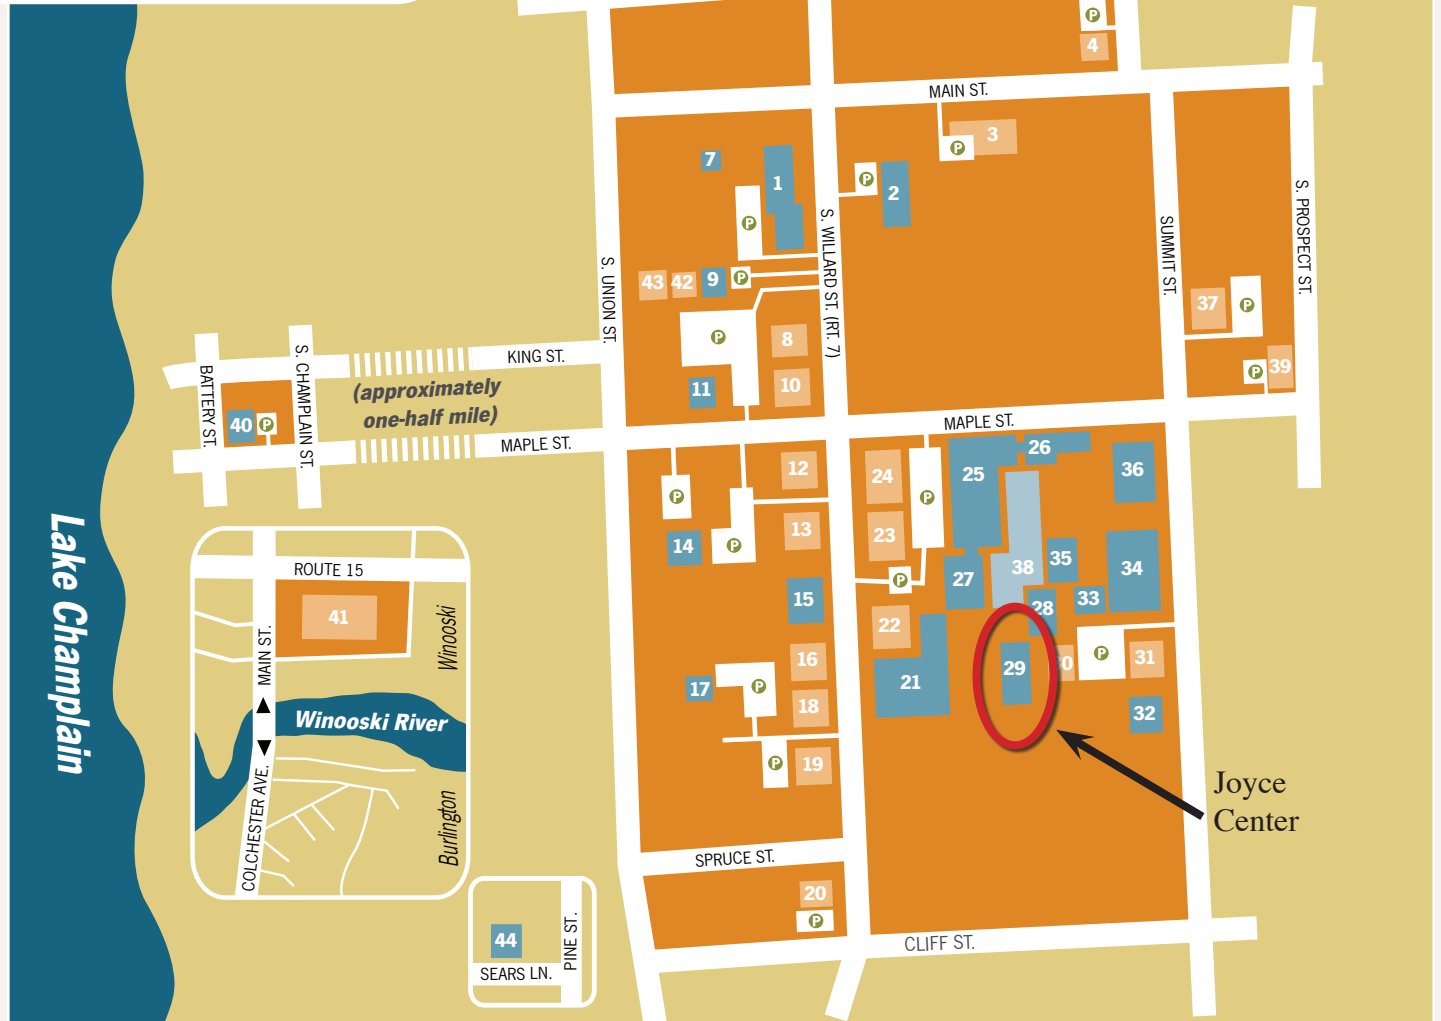 P
4
MAIN ST.
3
P
7
1
P
2
P
S. WILLARD ST. (RT. 7)
SUMMIT ST.
S. PROSPECT ST.
S. UNION ST.
43
42
9
P
37
P
P
8
KING ST.
P
39
11
10
(approximately
one-half mile)
BATTERY ST.
S. CHAMPLAIN ST.
40
P
MAPLE ST.
MAPLE ST.
26
12
24
25
36
P
P
13
23
14
P
38
35
34
27
P
15
33
28
22
16
29
30
P
31
17
P
21
18
32
P
19
Lake Champlain
ROUTE 15
41
Winooski
MAIN ST.
Winooski River
COLCHESTER AVE.
Burlington
Joyce
Center
SPRUCE ST.
20
P
CLIFF ST.
44
PINE ST.
SEARS LN.